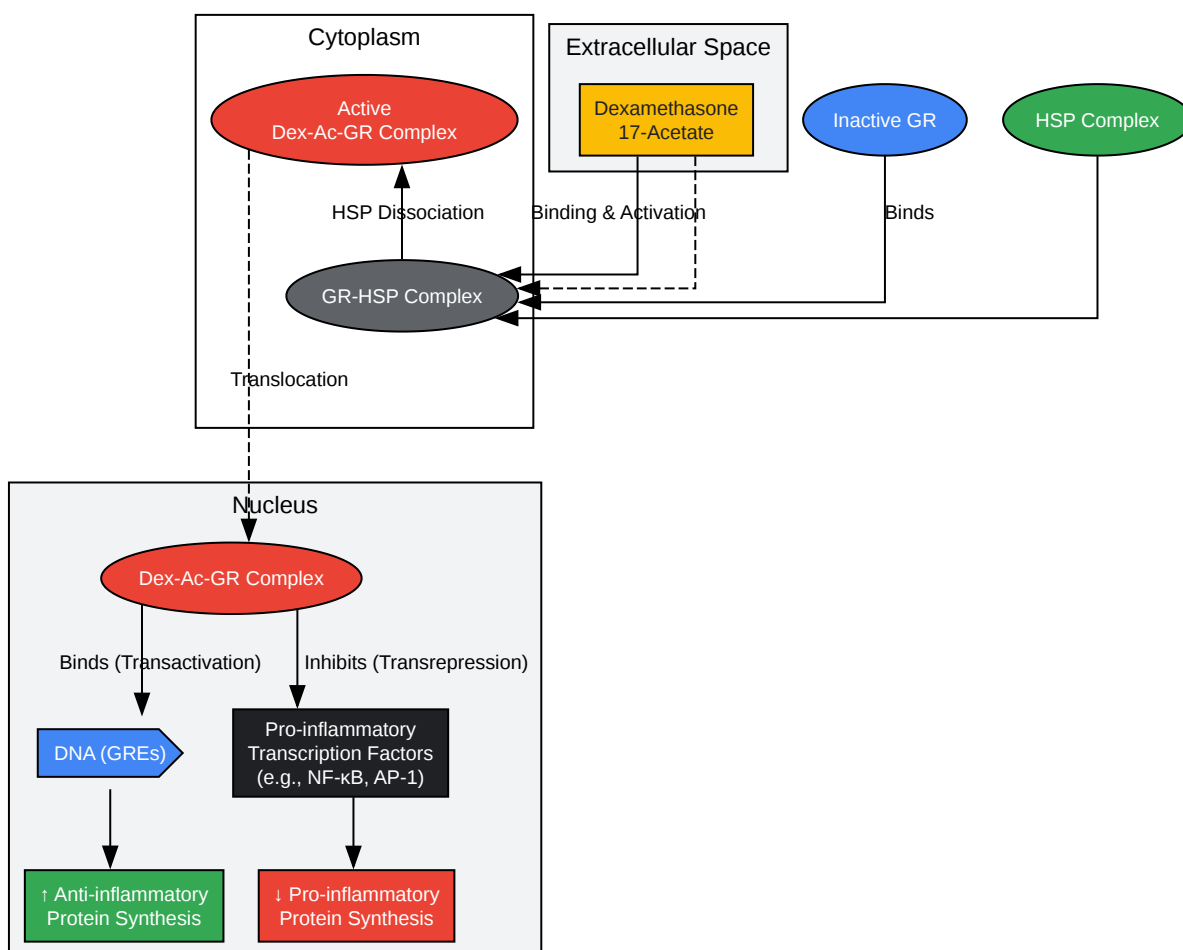 Cytoplasm
Extracellular Space
Active
Dex-Ac-GR Complex
Dexamethasone
17-Acetate
Inactive GR
HSP Complex
HSP Dissociation
Binding & Activation
Binds
GR-HSP Complex
Translocation
Nucleus
Dex-Ac-GR Complex
Binds (Transactivation)
Inhibits (Transrepression)
DNA (GREs)
Pro-inflammatory
Transcription Factors
(e.g., NF-κB, AP-1)
↑ Anti-inflammatory
Protein Synthesis
↓ Pro-inflammatory
Protein Synthesis